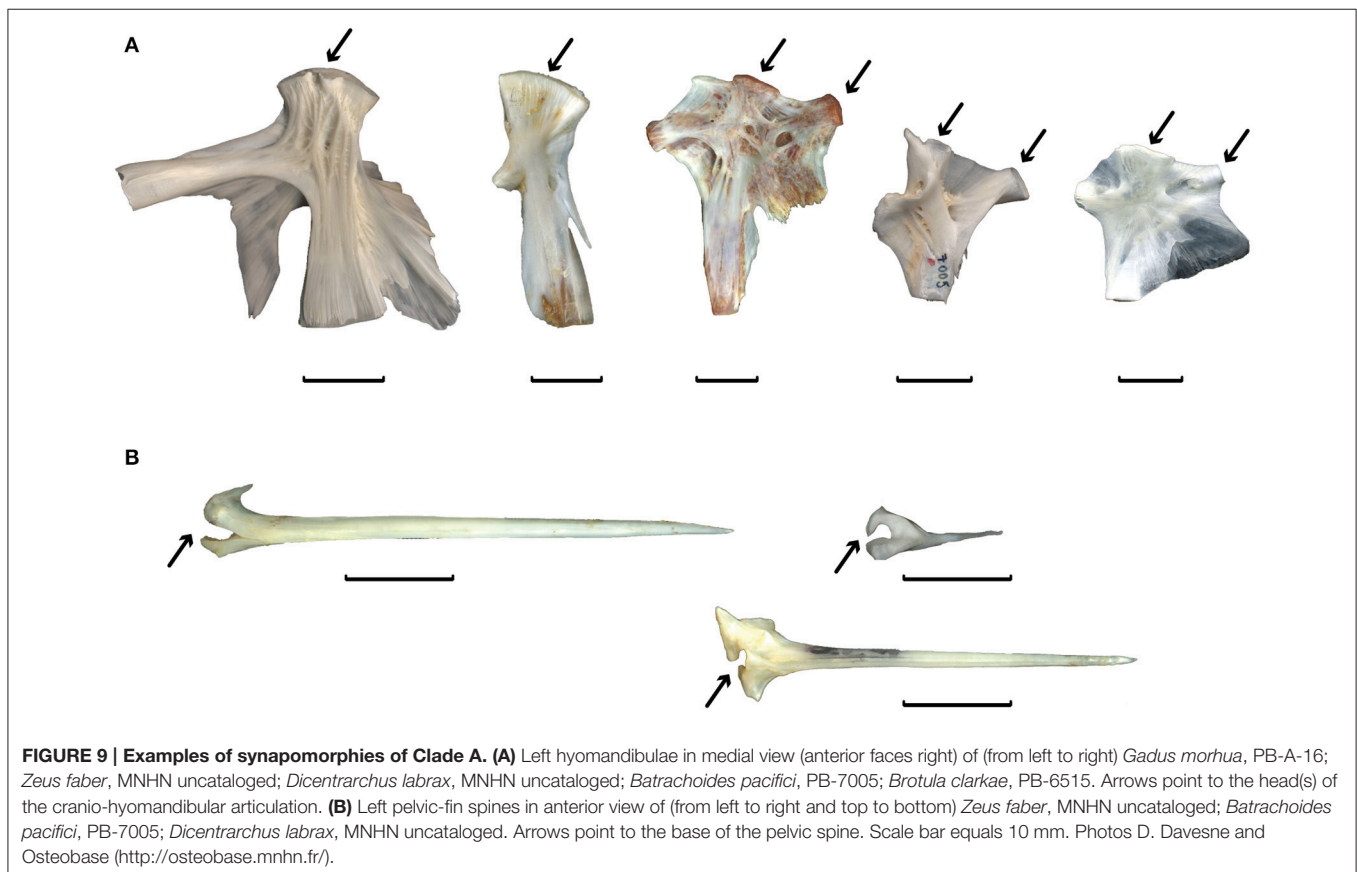 A
7005
B
FIGURE 9 | Examples of synapomorphies of Clade A. (A) Left hyomandibulae in medial view (anterior faces right) of (from left to right) Gadus morhua, PB-A-16;
Zeus faber, MNHN uncataloged; Dicentrarchus labrax, MNHN uncataloged; Batrachoides pacifici, PB-7005; Brotula clarkae, PB-6515. Arrows point to the head(s) of
the cranio-hyomandibular articulation. (B) Left pelvic-fin spines in anterior view of (from left to right and top to bottom) Zeus faber, MNHN uncataloged; Batrachoides
pacifici, PB-7005; Dicentrarchus labrax, MNHN uncataloged. Arrows point to the base of the pelvic spine. Scale bar equals 10 mm. Photos D. Davesne and
Osteobase (http://osteobase.mnhn.fr/).